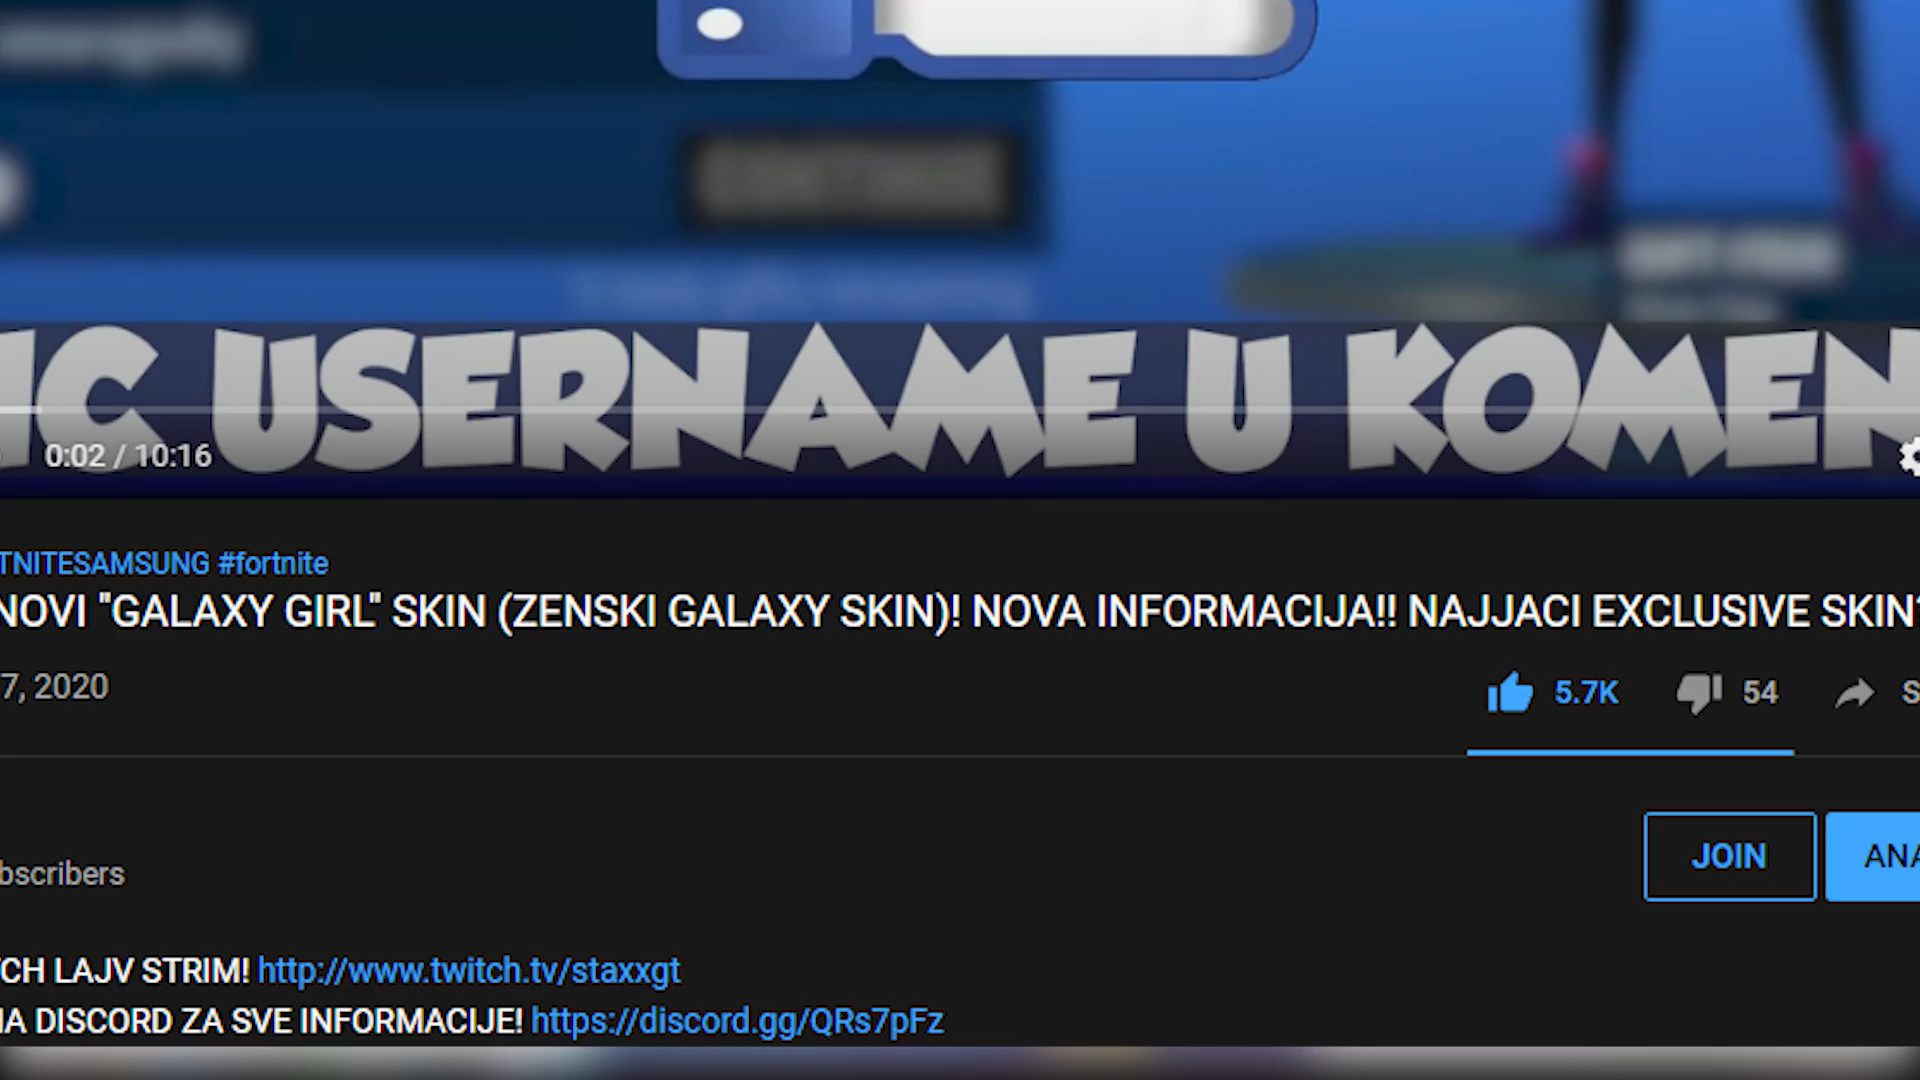 IC USERNAME U KOMEN
0:02 / 10:16
TNITESAMSUNG #fortnite
NOVI "GALAXY GIRL" SKIN (ZENSKI GALAXY SKIN)! NOVA INFORMACIJA!! NAJJACI EXCLUSIVE SKIN?
7, 2020
5.7K 54 S
bscribers
JOIN ANA
CH LAJV STRIM! http://www.twitch.tv/staxxgt
NA DISCORD ZA SVE INFORMACIJE! https://discord.gg/QRs7pFz